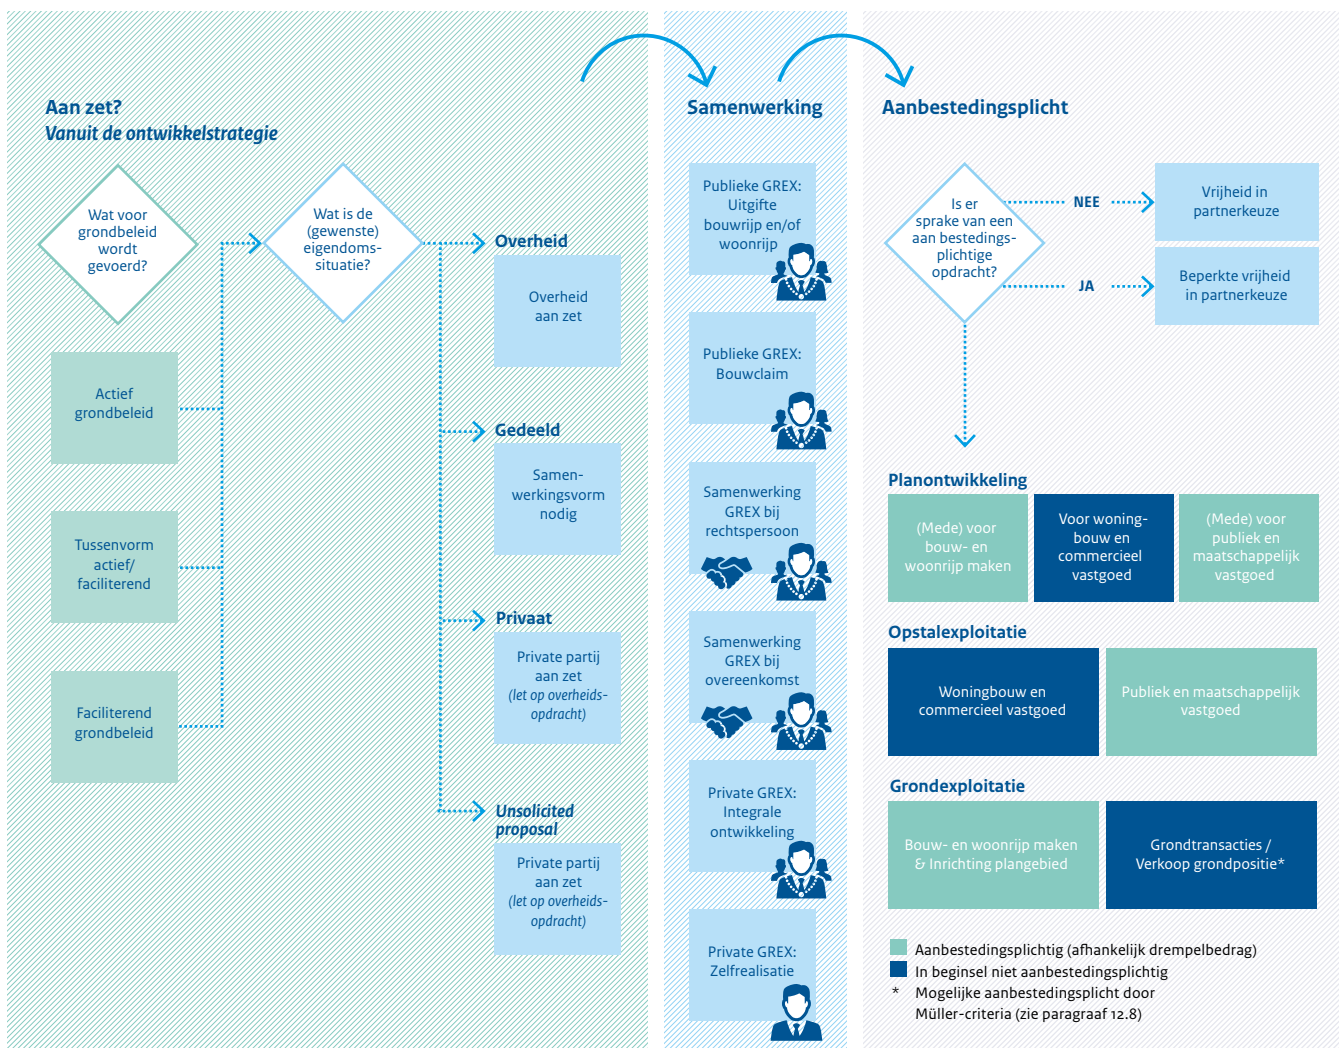 Aan zet?
Vanuit de ontwikkelstrategie
Wat voor
grondbeleid
wordt
gevoerd?
Actief
grondbeleid
Tussenvorm
actief/
faciliterend
Faciliterend
grondbeleid
Wat is de
(gewenste)
eigendoms-
situatie?
Overheid
Overheid
aan zet
Gedeeld
Samen-
werkingsvorm
nodig
Privaat
Private partij
aan zet
(let op overheids-
opdracht)
Unsolicited
proposal
Private partij
aan zet
(let op overheids-
opdracht)
Samenwerking
Publieke GREX:
Uitgifte
bouwrijp en/of
woonrijp
Publieke GREX:
Bouwclaim
Samenwerking
GREX bij
rechtspersoon
Samenwerking
GREX bij
overeenkomst
Private GREX:
Integrale
ontwikkeling
Private GREX:
Zelfrealisatie
Aanbestedingsplicht
Is er
sprake van een
aan bestedings-
plichtige
opdracht?
NEE
Vrijheid in
partnerkeuze
JA
Beperkte vrijheid
in partnerkeuze
Planontwikkeling
(Mede) voor
bouw- en
woonrijp maken
Voor woning-
bouw en
commercieel
vastgoed
(Mede) voor
publiek en
maatschappelijk
vastgoed
Opstalexploitatie
Woningbouw en
commercieel vastgoed
Publiek en maatschappelijk
vastgoed
Grondexploitatie
Bouw- en woonrijp maken
& Inrichting plangebied
Grondtransacties /
Verkoop grondpositie*
Aanbestedingsplichtig (afhankelijk drempelbedrag)
In beginsel niet aanbestedingsplichtig
* Mogelijke aanbestedingsplicht door
Müller-criteria (zie paragraaf 12.8)